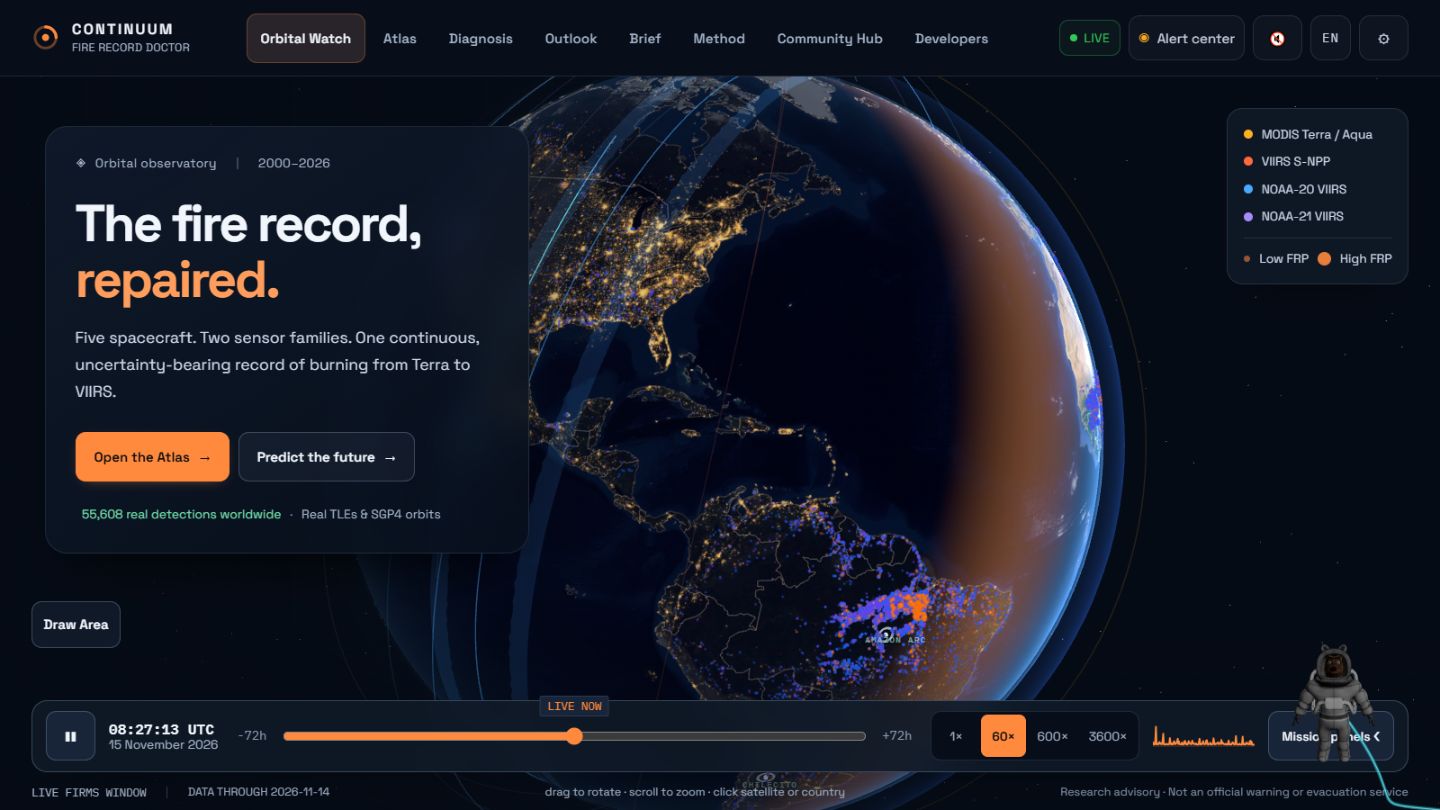 CONTINUUM
FIRE RECORD DOCTOR
Orbital Watch
Atlas
Diagnosis
Outlook
Brief
Method
Community Hub
Developers
LIVE
Alert center
EN
Orbital observatory | 2000–2026
The fire record,
repaired.
Five spacecraft. Two sensor families. One continuous,
uncertainty-bearing record of burning from Terra to
VIIRS.
Open the Atlas →
Predict the future →
55,608 real detections worldwide · Real TLEs & SGP4 orbits
MODIS Terra / Aqua
VIIRS S-NPP
NOAA-20 VIIRS
NOAA-21 VIIRS
Low FRP
High FRP
AMAZON ARC
Draw Area
LIVE NOW
08:27:13 UTC
15 November 2026
-72h
+72h
1×
60×
600×
3600×
LIVE FIRMS WINDOW | DATA THROUGH 2026-11-14
drag to rotate · scroll to zoom · click satellite or country
Research advisory · Not an official warning or evacuation service